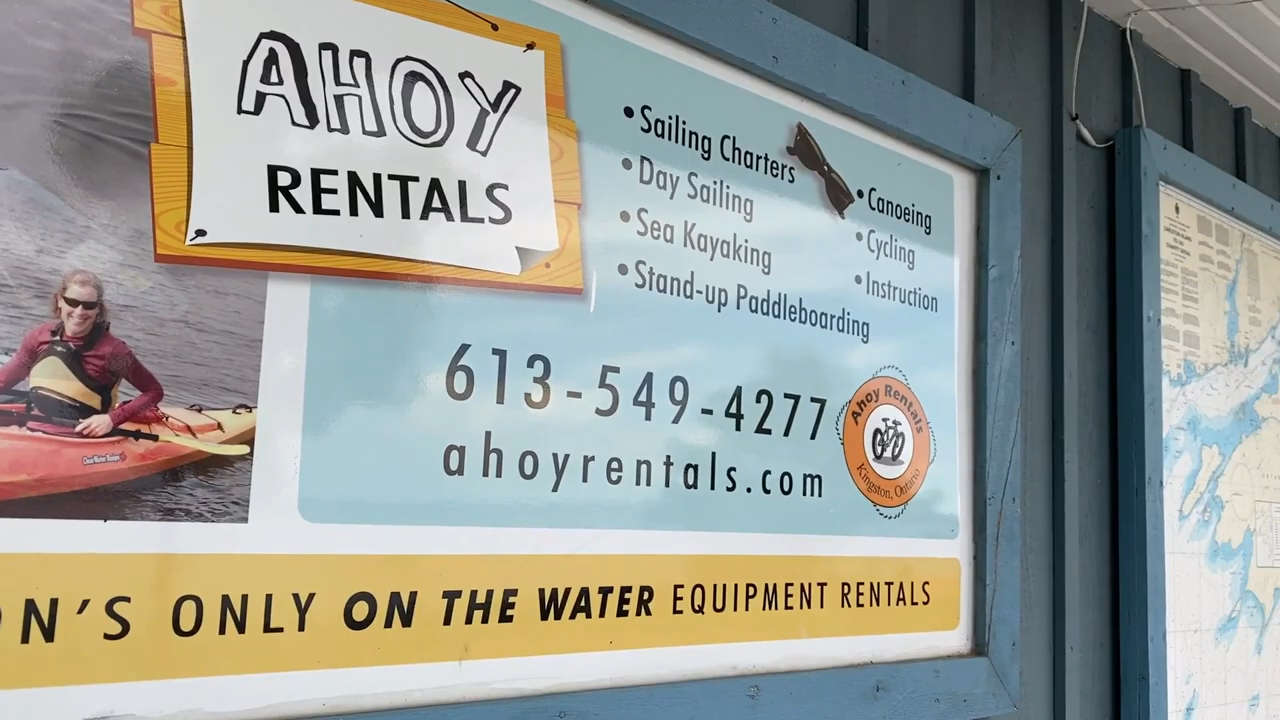 AHOY
RENTALS
• Sailing Charters
• Day Sailing
• Sea Kayaking
• Stand-up Paddleboarding
• Canoeing
• Cycling
• Instruction
613-549-4277
ahoyrentals.com
Ahoy Rentals
Kingston, Ontario
ON'S ONLY ON THE WATER EQUIPMENT RENTALS